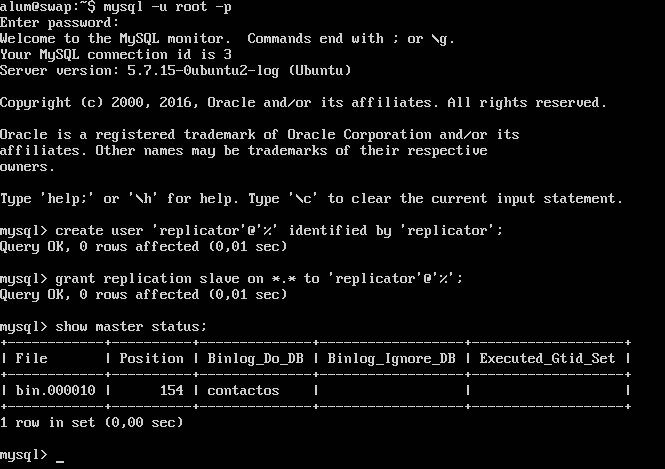 alum@swap:~$ mysql -u root -p
Enter password:
Welcome to the MySQL monitor.  Commands end with ; or \g.
Your MySQL connection id is 3
Server version: 5.7.15-0ubuntu2-log (Ubuntu)

Copyright (c) 2000, 2016, Oracle and/or its affiliates. All rights reserved.

Oracle is a registered trademark of Oracle Corporation and/or its
affiliates. Other names may be trademarks of their respective
owners.

Type 'help;' or '\h' for help. Type '\c' to clear the current input statement.

mysql> create user 'replicator'@'%' identified by 'replicator';
Query OK, 0 rows affected (0,01 sec)

mysql> grant replication slave on *.* to 'replicator'@'%';
Query OK, 0 rows affected (0,01 sec)

mysql> show master status;
+------------+----------+--------------+------------------+-------------------+
| File       | Position | Binlog_Do_DB | Binlog_Ignore_DB | Executed_Gtid_Set |
+------------+----------+--------------+------------------+-------------------+
| bin.000010 |      154 | contactos    |                  |                   |
+------------+----------+--------------+------------------+-------------------+
1 row in set (0,00 sec)

mysql> _